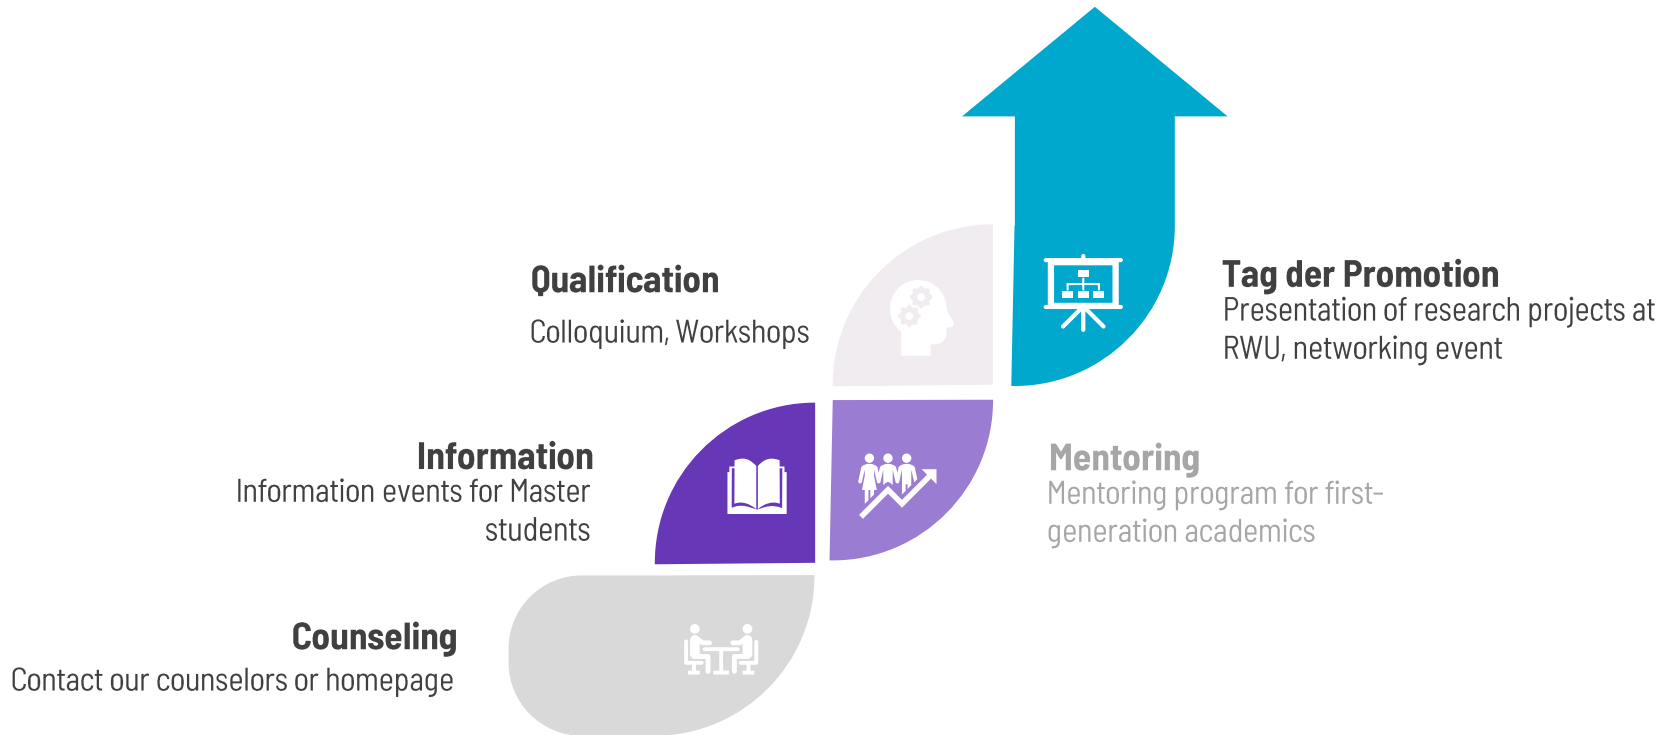 Qualification
Colloquium, Workshops
Tag der Promotion
Presentation of research projects at
RWU, networking event
Information
Information events for Master
students
Mentoring
Mentoring program for first-
generation academics
Counseling
Contact our counselors or homepage